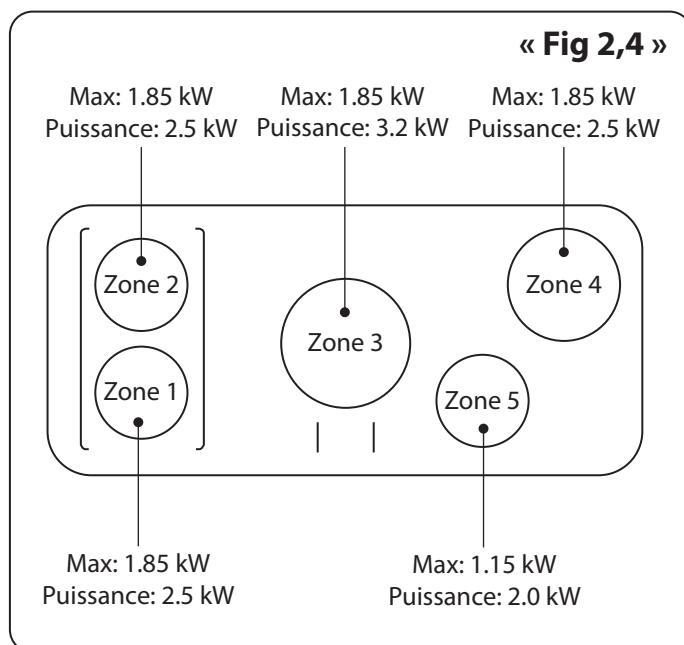 « Fig 2,4 »
Max: 1.85 kW
Puissance: 2.5 kW
Max: 1.85 kW
Puissance: 3.2 kW
Max: 1.85 kW
Puissance: 2.5 kW
Zone 2
Zone 4
Zone 3
Zone 1
Zone 5
Max: 1.85 kW
Puissance: 2.5 kW
Max: 1.15 kW
Puissance: 2.0 kW